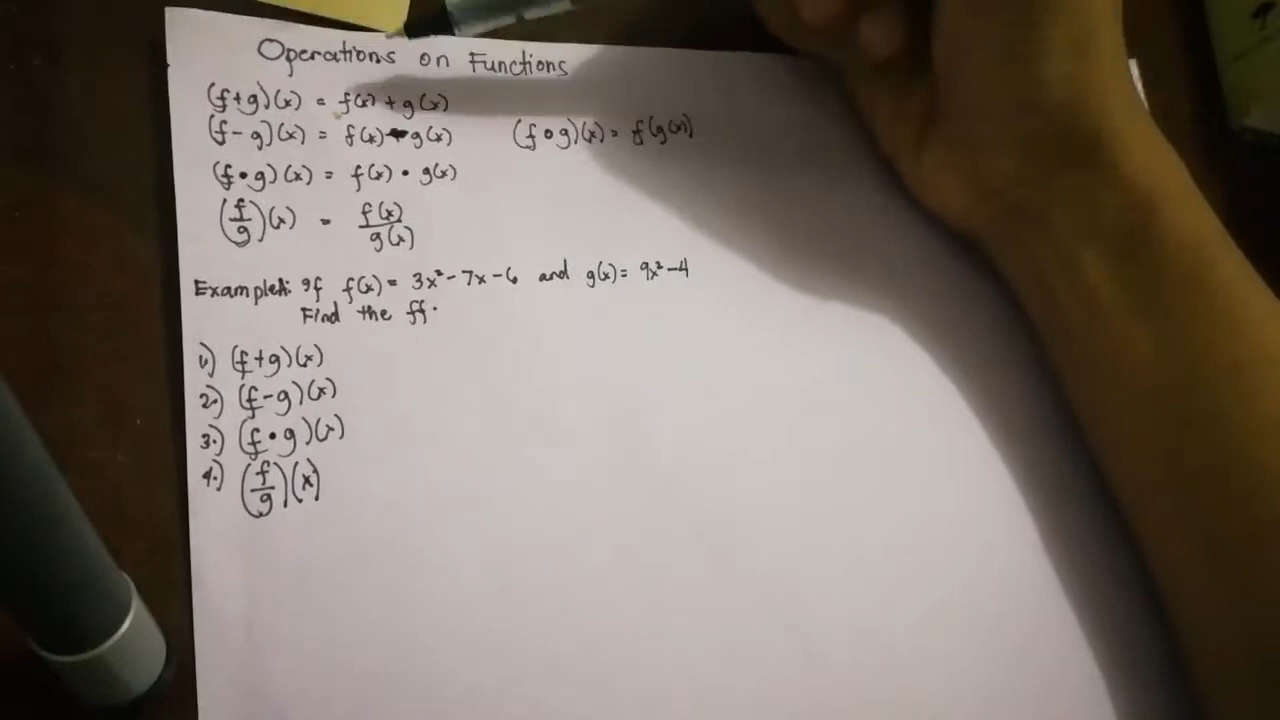 Operations on Functions
(f+g)(x) = f(x) + g(x)
(f-g)(x) = f(x) - g(x)
(f∘g)(x) = f(g(x))
(f•g)(x) = f(x) • g(x)
(f/g)(x) = f(x)/g(x)
Example: If f(x) = 3x²-7x-6 and g(x) = 9x²-4
Find the ff.
1.) (f+g)(x)
2.) (f-g)(x)
3.) (f•g)(x)
4.) (f/g)(x)